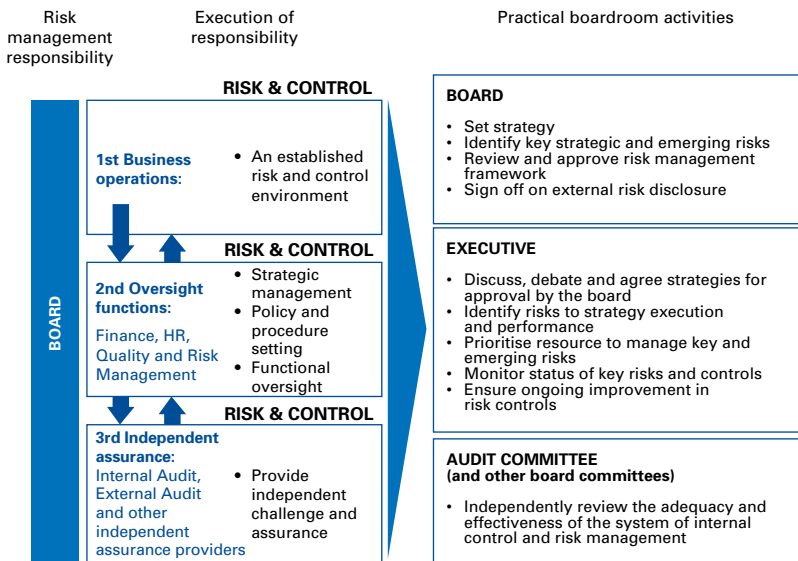 Risk
management
responsibility
Execution of
responsibility
Practical boardroom activities
BOARD
RISK & CONTROL
1st Business
operations:
• An established
risk and control
environment
RISK & CONTROL
2nd Oversight
functions:
Finance, HR,
Quality and Risk
Management
• Strategic
management
• Policy and
procedure
setting
• Functional
oversight
RISK & CONTROL
3rd Independent
assurance:
Internal Audit,
External Audit
and other
independent
assurance providers
• Provide
independent
challenge and
assurance
BOARD
• Set strategy
• Identify key strategic and emerging risks
• Review and approve risk management
framework
• Sign off on external risk disclosure
EXECUTIVE
• Discuss, debate and agree strategies for
approval by the board
• Identify risks to strategy execution
and performance
• Prioritise resource to manage key and
emerging risks
• Monitor status of key risks and controls
• Ensure ongoing improvement in
risk controls
AUDIT COMMITTEE
(and other board committees)
• Independently review the adequacy and
effectiveness of the system of internal
control and risk management